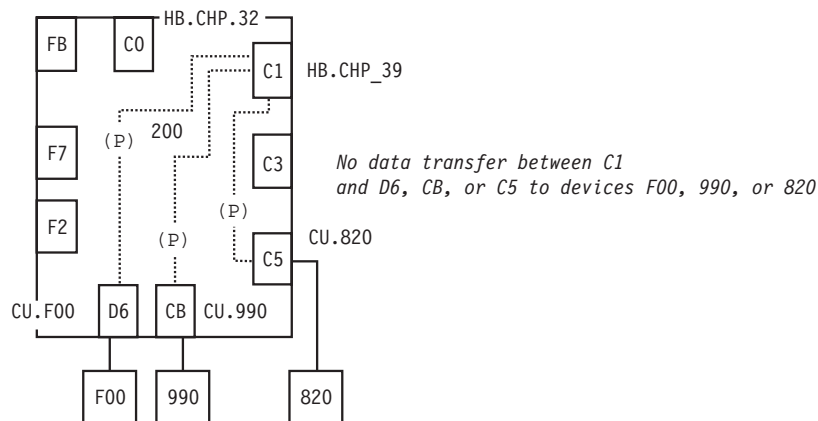 HB.CHP.32
FB
C0
C1
HB.CHP_39
(P)
200
F7
C3
No data transfer between C1
and D6, CB, or C5 to devices F00, 990, or 820
F2
(P)
(P)
CU.820
C5
CU.F00
D6
CB
CU.990
F00
990
820